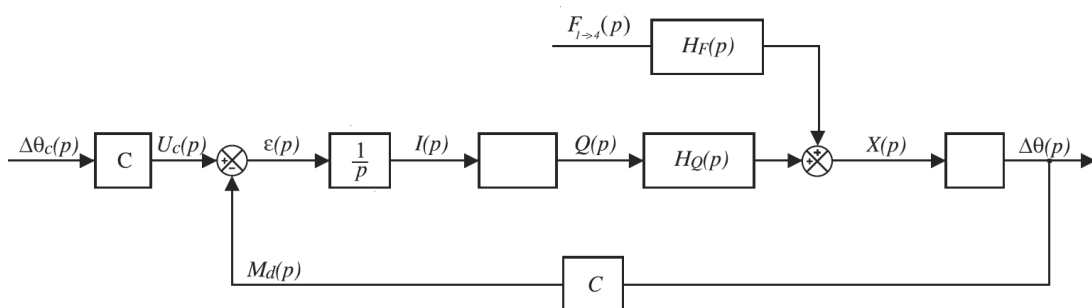 F1→4(p)
HF(p)
Δθc(p)
C
Uc(p)
ε(p)
1
p
I(p)
Q(p)
HQ(p)
X(p)
Δθ(p)
+
−
+
+
Md(p)
C